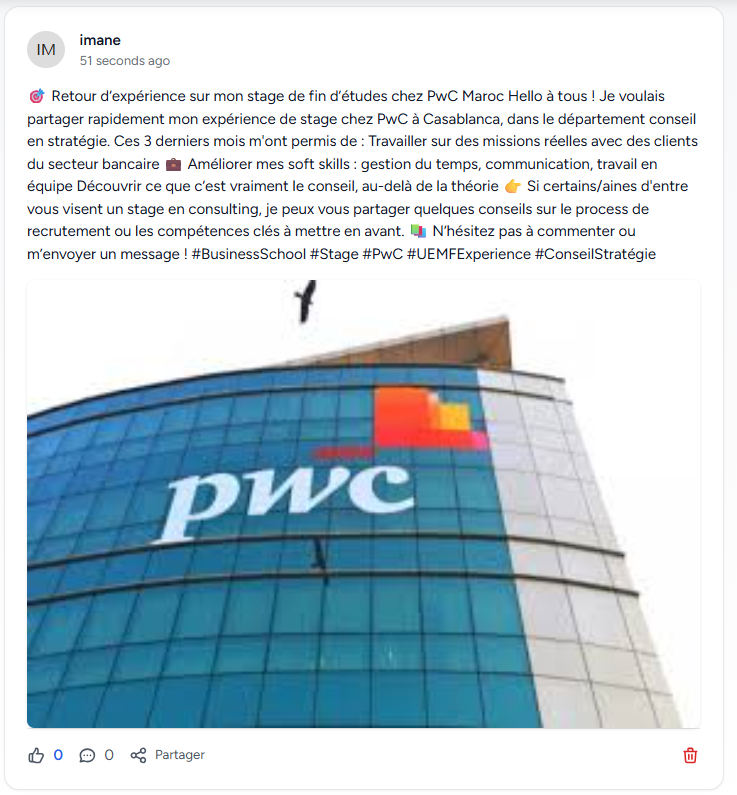 IM
imane
51 seconds ago
🎯 Retour d’expérience sur mon stage de fin d’études chez PwC Maroc Hello à tous ! Je voulais
partager rapidement mon expérience de stage chez PwC à Casablanca, dans le département conseil
en stratégie. Ces 3 derniers mois m'ont permis de : Travailler sur des missions réelles avec des clients
du secteur bancaire 💼 Améliorer mes soft skills : gestion du temps, communication, travail en
équipe Découvrir ce que c’est vraiment le conseil, au-delà de la théorie 👉 Si certains/aines d'entre
vous visent un stage en consulting, je peux vous partager quelques conseils sur le process de
recrutement ou les compétences clés à mettre en avant. 📚 N’hésitez pas à commenter ou
m’envoyer un message ! #BusinessSchool #Stage #PwC #UEMFExperience #ConseilStratégie
pwc
0 0 Partager